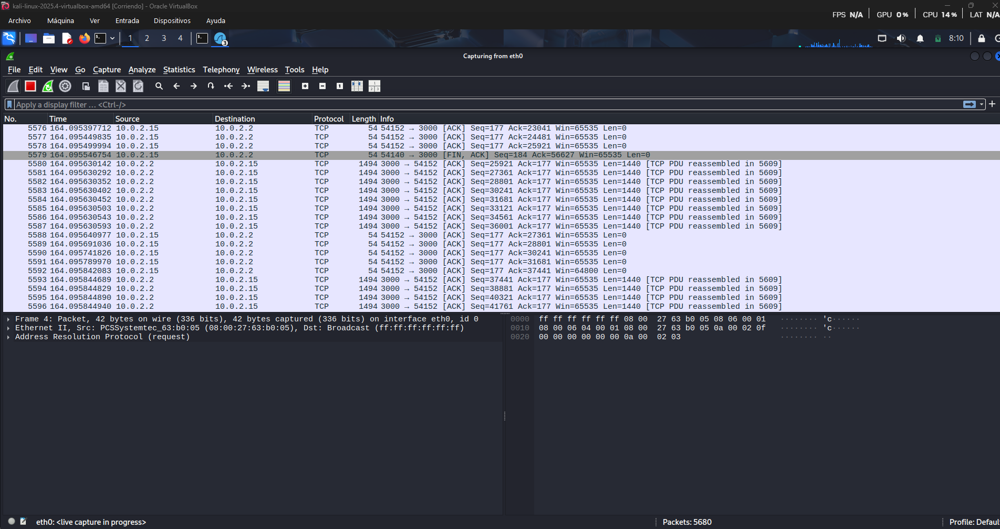 kali-linux-2025.4-virtualbox-amd64 [Corriendo] - Oracle VirtualBox
FPS N/A GPU 0% CPU 14% LAT N/A
Archivo Máquina Ver Entrada Dispositivos Ayuda
1 2 3 4 3 8:10
Capturing from eth0
File Edit View Go Capture Analyze Statistics Telephony Wireless Tools Help
Apply a display filter … <Ctrl-/>
No. Time Source Destination Protocol Length Info
5576 164.095397712 10.0.2.15 10.0.2.2 TCP 54 54152 → 3000 [ACK] Seq=177 Ack=23041 Win=65535 Len=0
5577 164.095449835 10.0.2.15 10.0.2.2 TCP 54 54152 → 3000 [ACK] Seq=177 Ack=24481 Win=65535 Len=0
5578 164.095499994 10.0.2.15 10.0.2.2 TCP 54 54152 → 3000 [ACK] Seq=177 Ack=25921 Win=65535 Len=0
5579 164.095546754 10.0.2.15 10.0.2.2 TCP 54 54140 → 3000 [FIN, ACK] Seq=184 Ack=56627 Win=65535 Len=0
5580 164.095630142 10.0.2.2 10.0.2.15 TCP 1494 3000 → 54152 [ACK] Seq=25921 Ack=177 Win=65535 Len=1440 [TCP PDU reassembled in 5609]
5581 164.095630292 10.0.2.2 10.0.2.15 TCP 1494 3000 → 54152 [ACK] Seq=27361 Ack=177 Win=65535 Len=1440 [TCP PDU reassembled in 5609]
5582 164.095630352 10.0.2.2 10.0.2.15 TCP 1494 3000 → 54152 [ACK] Seq=28801 Ack=177 Win=65535 Len=1440 [TCP PDU reassembled in 5609]
5583 164.095630402 10.0.2.2 10.0.2.15 TCP 1494 3000 → 54152 [ACK] Seq=30241 Ack=177 Win=65535 Len=1440 [TCP PDU reassembled in 5609]
5584 164.095630452 10.0.2.2 10.0.2.15 TCP 1494 3000 → 54152 [ACK] Seq=31681 Ack=177 Win=65535 Len=1440 [TCP PDU reassembled in 5609]
5585 164.095630503 10.0.2.2 10.0.2.15 TCP 1494 3000 → 54152 [ACK] Seq=33121 Ack=177 Win=65535 Len=1440 [TCP PDU reassembled in 5609]
5586 164.095630543 10.0.2.2 10.0.2.15 TCP 1494 3000 → 54152 [ACK] Seq=34561 Ack=177 Win=65535 Len=1440 [TCP PDU reassembled in 5609]
5587 164.095630593 10.0.2.2 10.0.2.15 TCP 1494 3000 → 54152 [ACK] Seq=36001 Ack=177 Win=65535 Len=1440 [TCP PDU reassembled in 5609]
5588 164.095640977 10.0.2.15 10.0.2.2 TCP 54 54152 → 3000 [ACK] Seq=177 Ack=27361 Win=65535 Len=0
5589 164.095691036 10.0.2.15 10.0.2.2 TCP 54 54152 → 3000 [ACK] Seq=177 Ack=28801 Win=65535 Len=0
5590 164.095741826 10.0.2.15 10.0.2.2 TCP 54 54152 → 3000 [ACK] Seq=177 Ack=30241 Win=65535 Len=0
5591 164.095789970 10.0.2.15 10.0.2.2 TCP 54 54152 → 3000 [ACK] Seq=177 Ack=31681 Win=65535 Len=0
5592 164.095842083 10.0.2.15 10.0.2.2 TCP 54 54152 → 3000 [ACK] Seq=177 Ack=37441 Win=64800 Len=0
5593 164.095844689 10.0.2.2 10.0.2.15 TCP 1494 3000 → 54152 [ACK] Seq=37441 Ack=177 Win=65535 Len=1440 [TCP PDU reassembled in 5609]
5594 164.095844829 10.0.2.2 10.0.2.15 TCP 1494 3000 → 54152 [ACK] Seq=38881 Ack=177 Win=65535 Len=1440 [TCP PDU reassembled in 5609]
5595 164.095844890 10.0.2.2 10.0.2.15 TCP 1494 3000 → 54152 [ACK] Seq=40321 Ack=177 Win=65535 Len=1440 [TCP PDU reassembled in 5609]
5596 164.095844940 10.0.2.2 10.0.2.15 TCP 1494 3000 → 54152 [ACK] Seq=41761 Ack=177 Win=65535 Len=1440 [TCP PDU reassembled in 5609]
Frame 4: Packet, 42 bytes on wire (336 bits), 42 bytes captured (336 bits) on interface eth0, id 0
Ethernet II, Src: PCSSystemtec_63:b0:05 (08:00:27:63:b0:05), Dst: Broadcast (ff:ff:ff:ff:ff:ff)
Address Resolution Protocol (request)
0000 ff ff ff ff ff ff 08 00 27 63 b0 05 08 06 00 01 ········ 'c······
0010 08 00 06 04 00 01 08 00 27 63 b0 05 0a 00 02 0f ········ 'c······
0020 00 00 00 00 00 00 0a 00 02 03 ········ ··
eth0: <live capture in progress>
Packets: 5680
Profile: Defaul